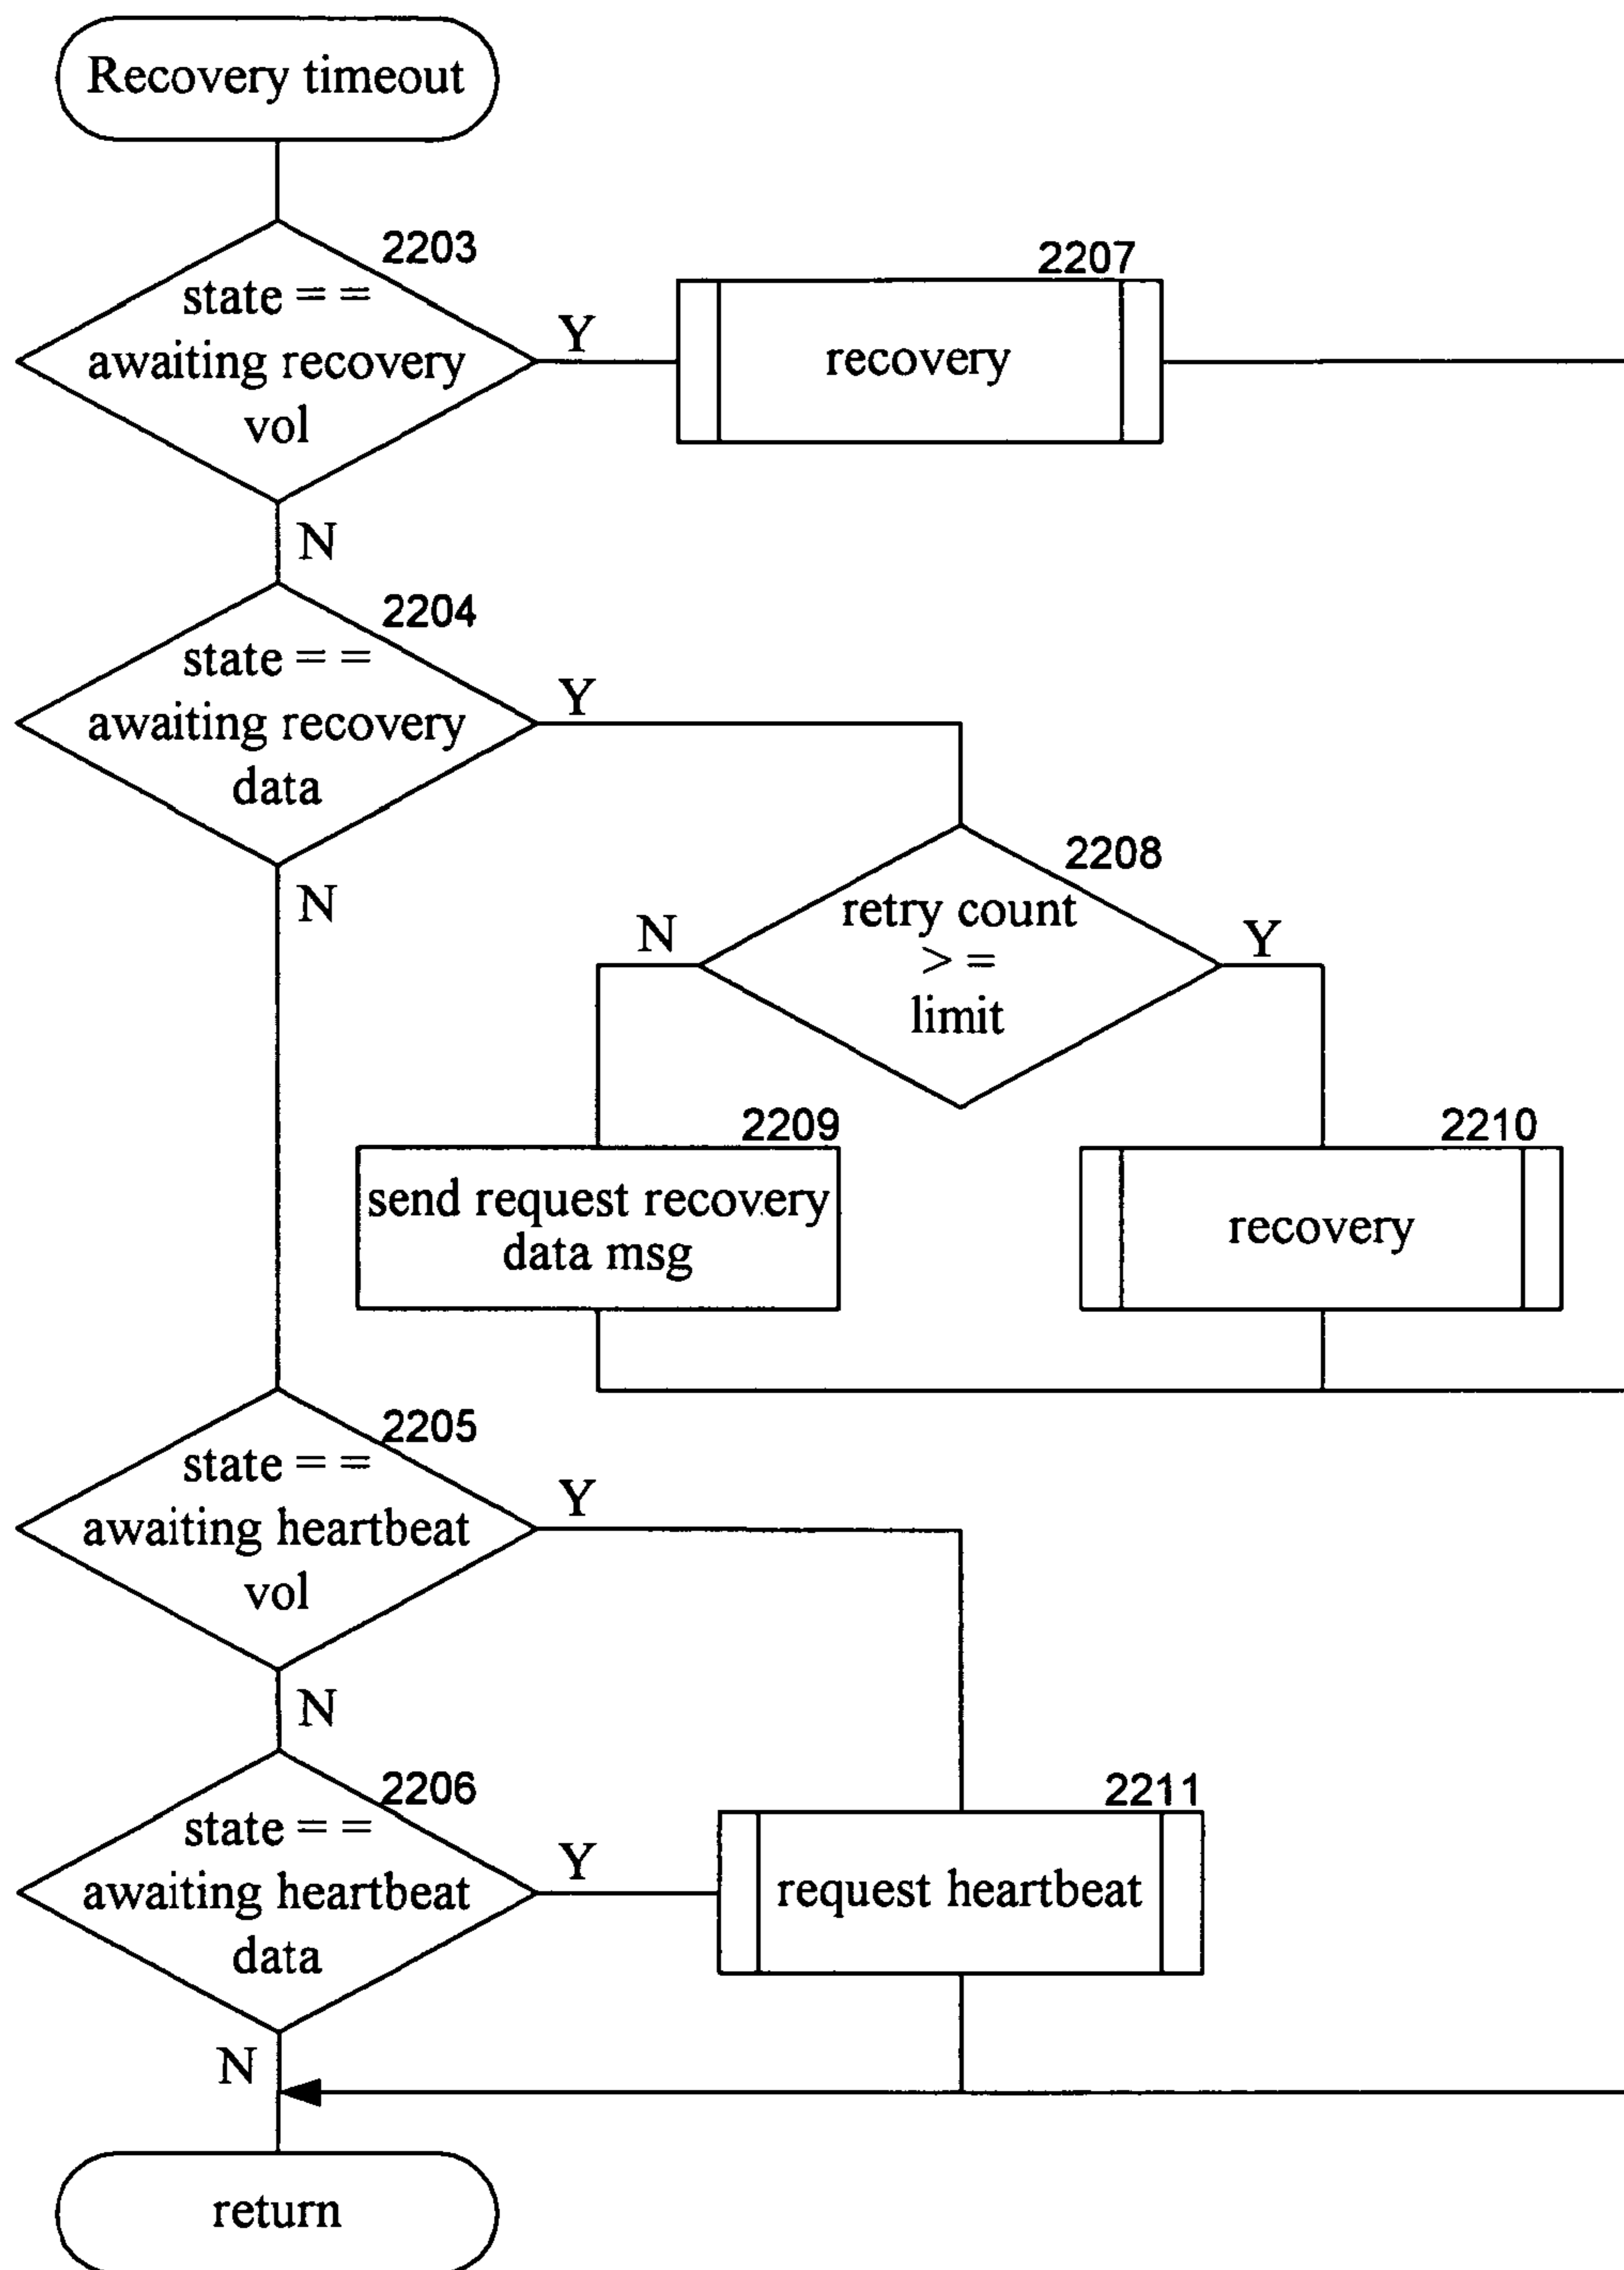 Recovery timeout
2203
state = =
awaiting recovery
vol
Y
2207
recovery
N
2204
state = =
awaiting recovery
data
Y
N
2208
retry count
> =
limit
N
Y
2209
send request recovery
data msg
2210
recovery
2205
state = =
awaiting heartbeat
vol
Y
N
2206
state = =
awaiting heartbeat
data
Y
2211
request heartbeat
N
return